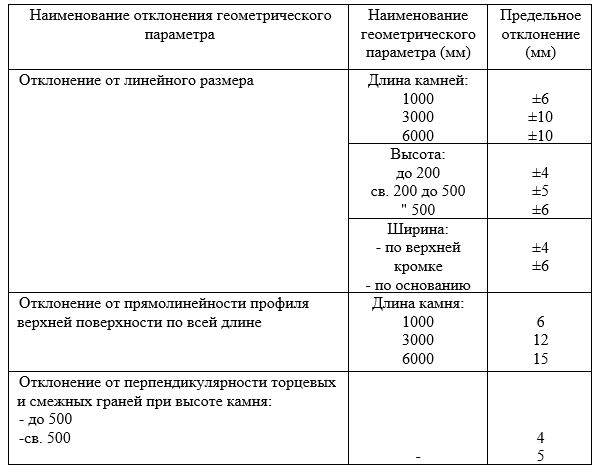 Наименование отклонения геометрического
параметра
Наименование
геометрического
параметра (мм)
Предельное
отклонение
(мм)
Отклонение от линейного размера
Длина камней:
1000
±6
3000
±10
6000
±10
Высота:
до 200
±4
св. 200 до 500
±5
" 500
±6
Ширина:
- по верхней
±4
кромке
±6
- по основанию
Отклонение от прямолинейности профиля
верхней поверхности по всей длине
Длина камня:
1000
6
3000
12
6000
15
Отклонение от перпендикулярности торцевых
и смежных граней при высоте камня:
- до 500
4
-св. 500
-
5